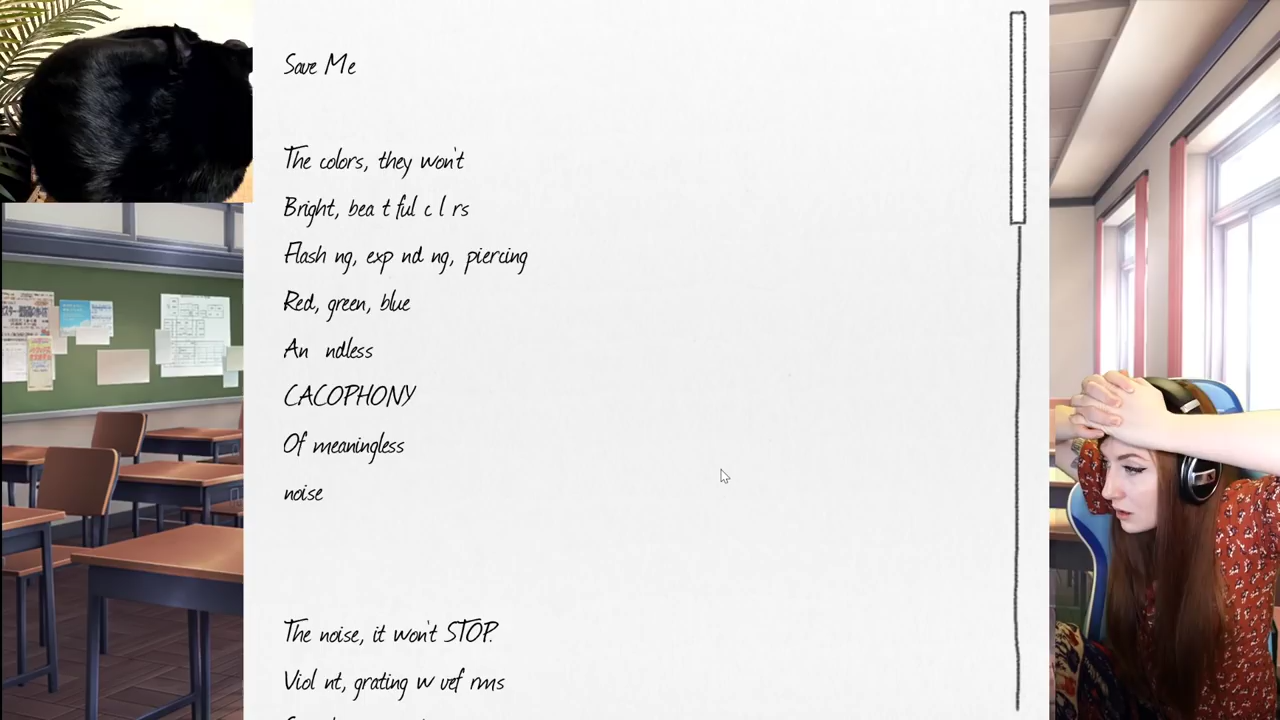 Save Me
The colors, they won't
Bright, bea t ful c l rs
Flash ng, exp nd ng, piercing
Red, green, blue
An  ndless
CACOPHONY
Of meaningless
noise
The noise, it won't STOP.
Viol nt, grating w vef rms